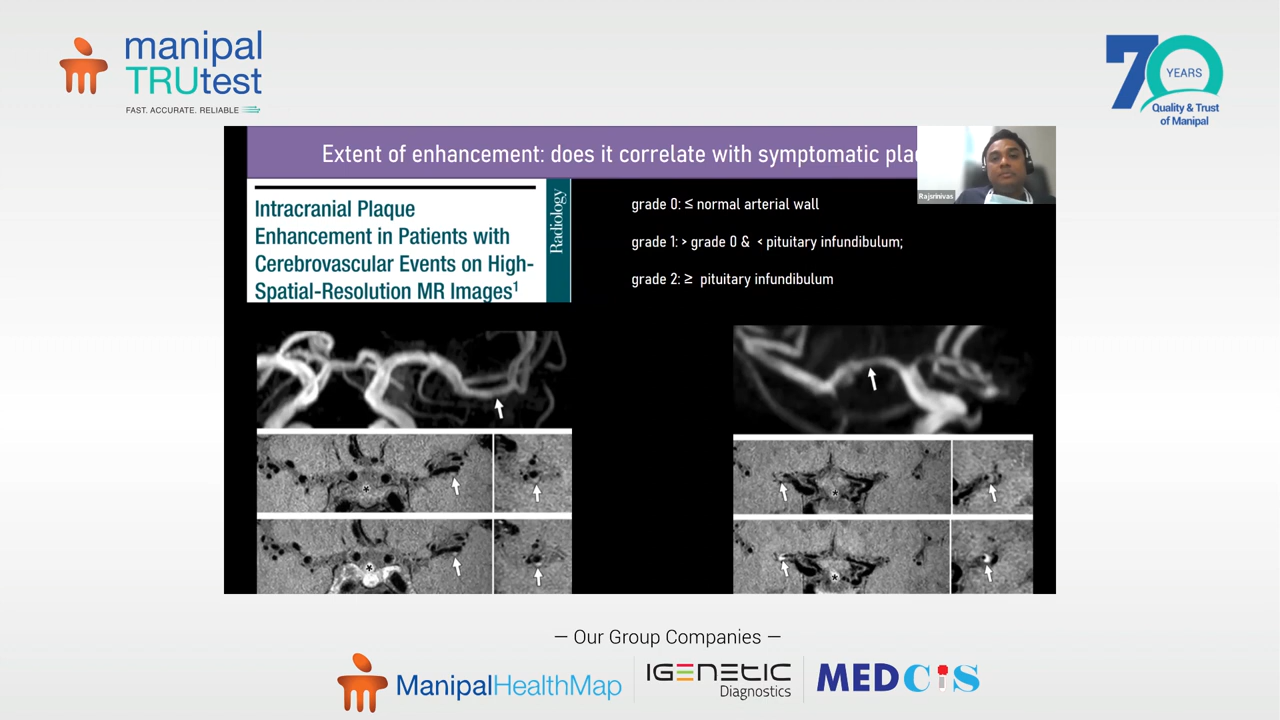 manipal
TRUtest
FAST. ACCURATE. RELIABLE
70
YEARS
Quality & Trust
of Manipal
Extent of enhancement: does it correlate with symptomatic
Rajsrinivas
Intracranial Plaque
Enhancement in Patients with
Cerebrovascular Events on High-
Spatial-Resolution MR Images1
Radiology
grade 0: ≤ normal arterial wall
grade 1: > grade 0 & < pituitary infundibulum;
grade 2: ≥ pituitary infundibulum
*
*
*
*
— Our Group Companies —
ManipalHealthMap
IGENETIC
Diagnostics
MEDCIS